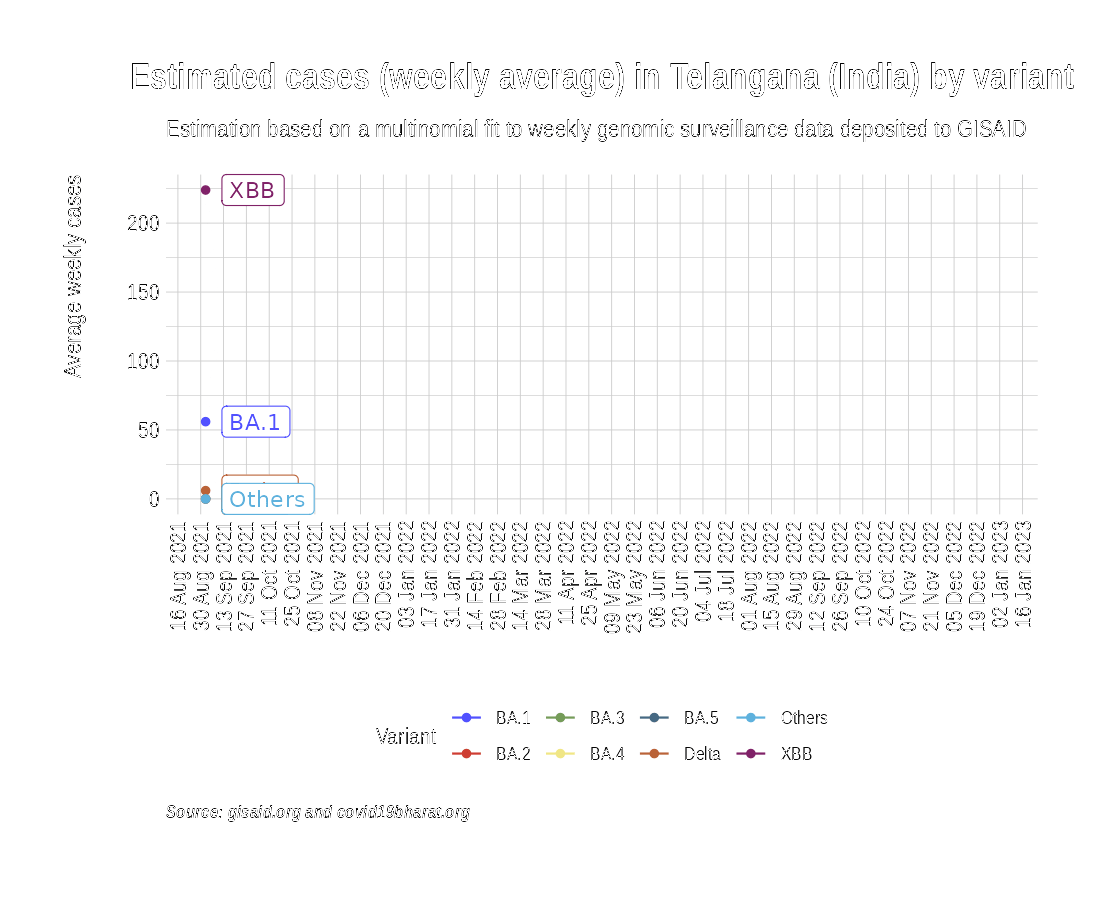 Estimated cases (weekly average) in Telangana (India) by variant
Estimation based on a multinomial fit to weekly genomic surveillance data deposited to GISAID
Average weekly cases
200
150
100
50
0
XBB
BA.1
Others
16 Aug 2021
30 Aug 2021
13 Sep 2021
27 Sep 2021
11 Oct 2021
25 Oct 2021
08 Nov 2021
22 Nov 2021
06 Dec 2021
20 Dec 2021
03 Jan 2022
17 Jan 2022
31 Jan 2022
14 Feb 2022
28 Feb 2022
14 Mar 2022
28 Mar 2022
11 Apr 2022
25 Apr 2022
09 May 2022
23 May 2022
06 Jun 2022
20 Jun 2022
04 Jul 2022
18 Jul 2022
01 Aug 2022
15 Aug 2022
29 Aug 2022
12 Sep 2022
26 Sep 2022
10 Oct 2022
24 Oct 2022
07 Nov 2022
21 Nov 2022
05 Dec 2022
19 Dec 2022
02 Jan 2023
16 Jan 2023
Variant
BA.1 BA.3 BA.5 Others
BA.2 BA.4 Delta XBB
Source: gisaid.org and covid19bharat.org